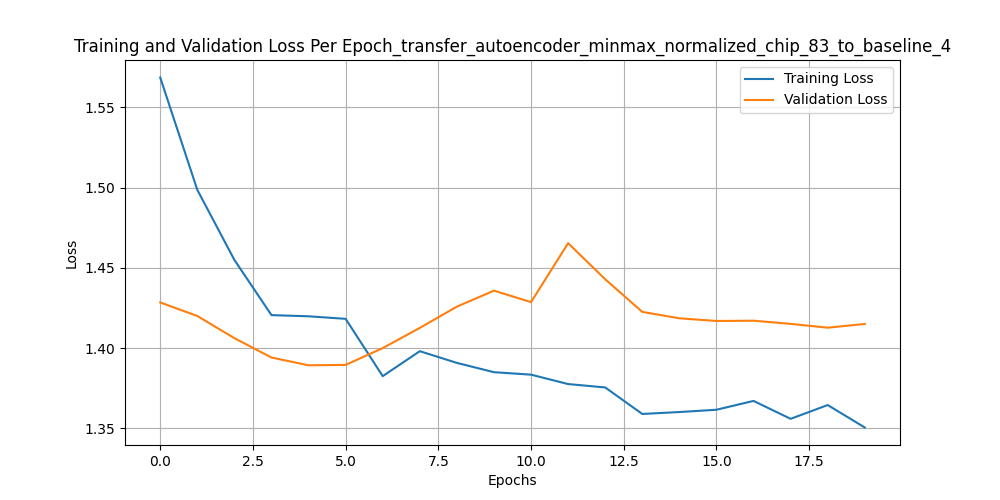 Training and Validation Loss Per Epoch_transfer_autoencoder_minmax_normalized_chip_83_to_baseline_4
Training Loss
Validation Loss
1.55
1.50
1.45
1.40
1.35
Loss
0.0 2.5 5.0 7.5 10.0 12.5 15.0 17.5
Epochs